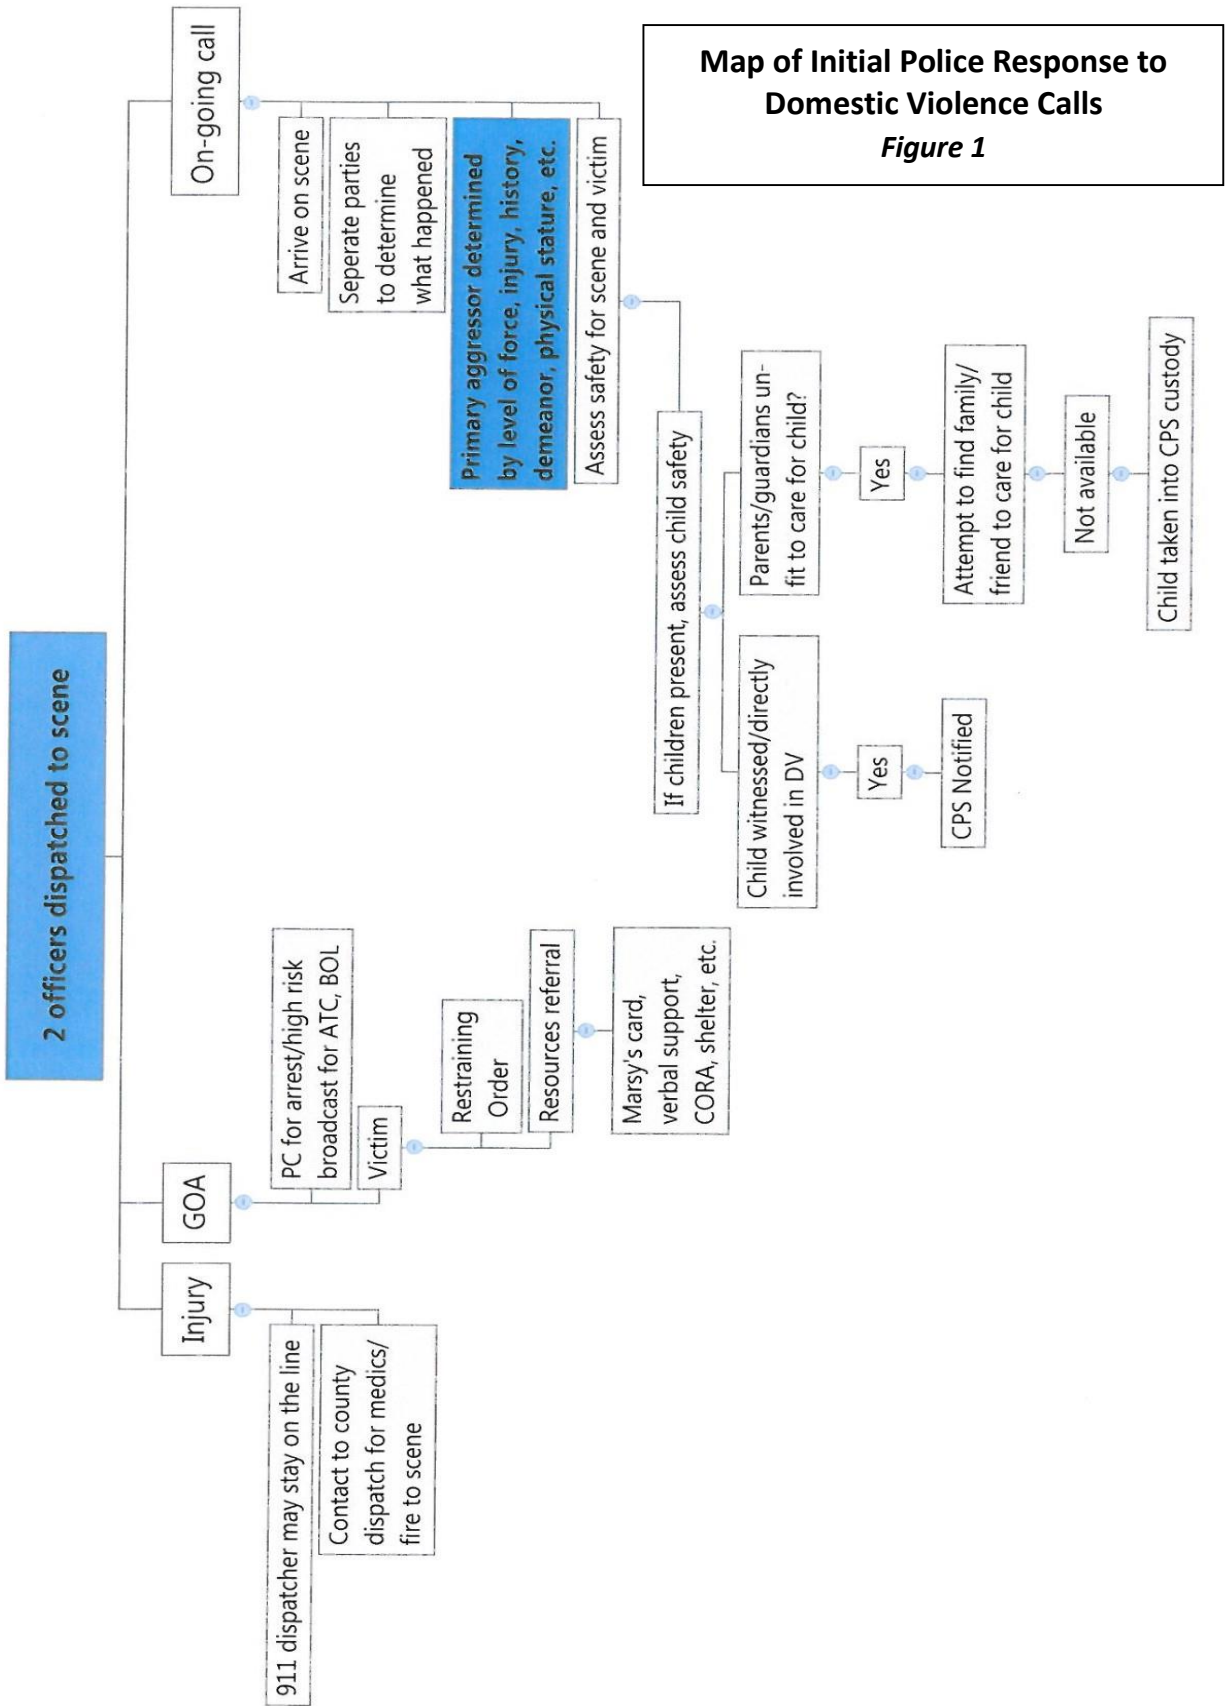 Map of Initial Police Response to
Domestic Violence Calls
Figure 1
2 officers dispatched to scene
Injury
911 dispatcher may stay on the line
Contact to county
dispatch for medics/
fire to scene
GOA
PC for arrest/high risk
broadcast for ATC, BOL
Victim
Restraining
Order
Resources referral
Marsy's card,
verbal support,
CORA, shelter, etc.
On-going call
Arrive on scene
Seperate parties
to determine
what happened
Primary aggressor determined
by level of force, injury, history,
demeanor, physical stature, etc.
Assess safety for scene and victim
If children present, assess child safety
Child witnessed/directly
involved in DV
Yes
CPS Notified
Parents/guardians un-
fit to care for child?
Yes
Attempt to find family/
friend to care for child
Not available
Child taken into CPS custody